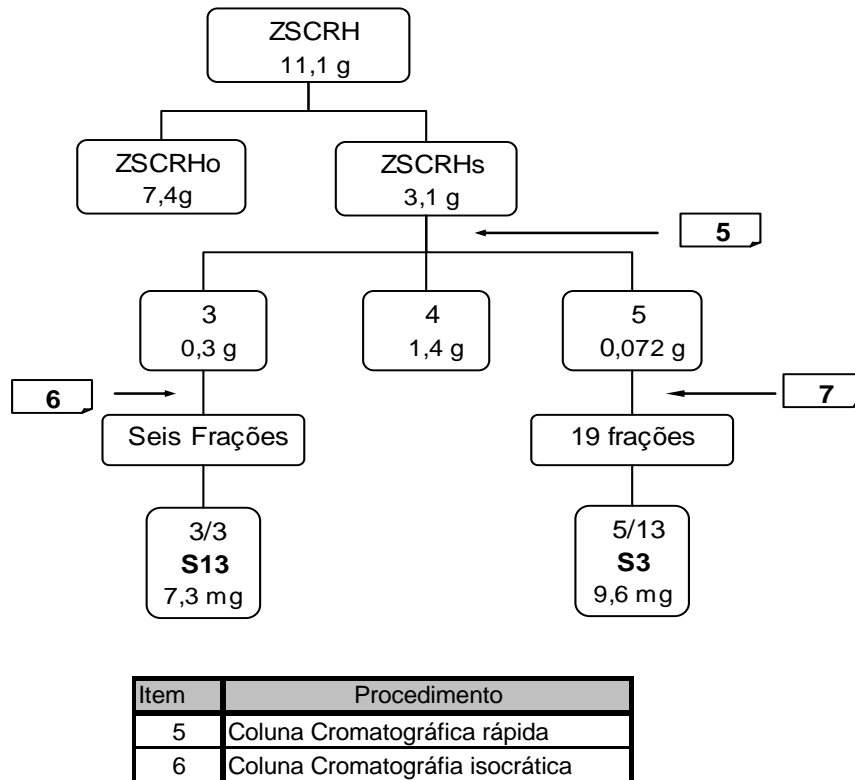 ZSCRH
11,1 g
ZSCRHo
7,4g
ZSCRHs
3,1 g
5
3
0,3 g
4
1,4 g
5
0,072 g
6
7
Seis Frações
19 frações
3/3
S13
7,3 mg
5/13
S3
9,6 mg
Item Procedimento
5 Coluna Cromatográfica rápida
6 Coluna Cromatográfia isocrática